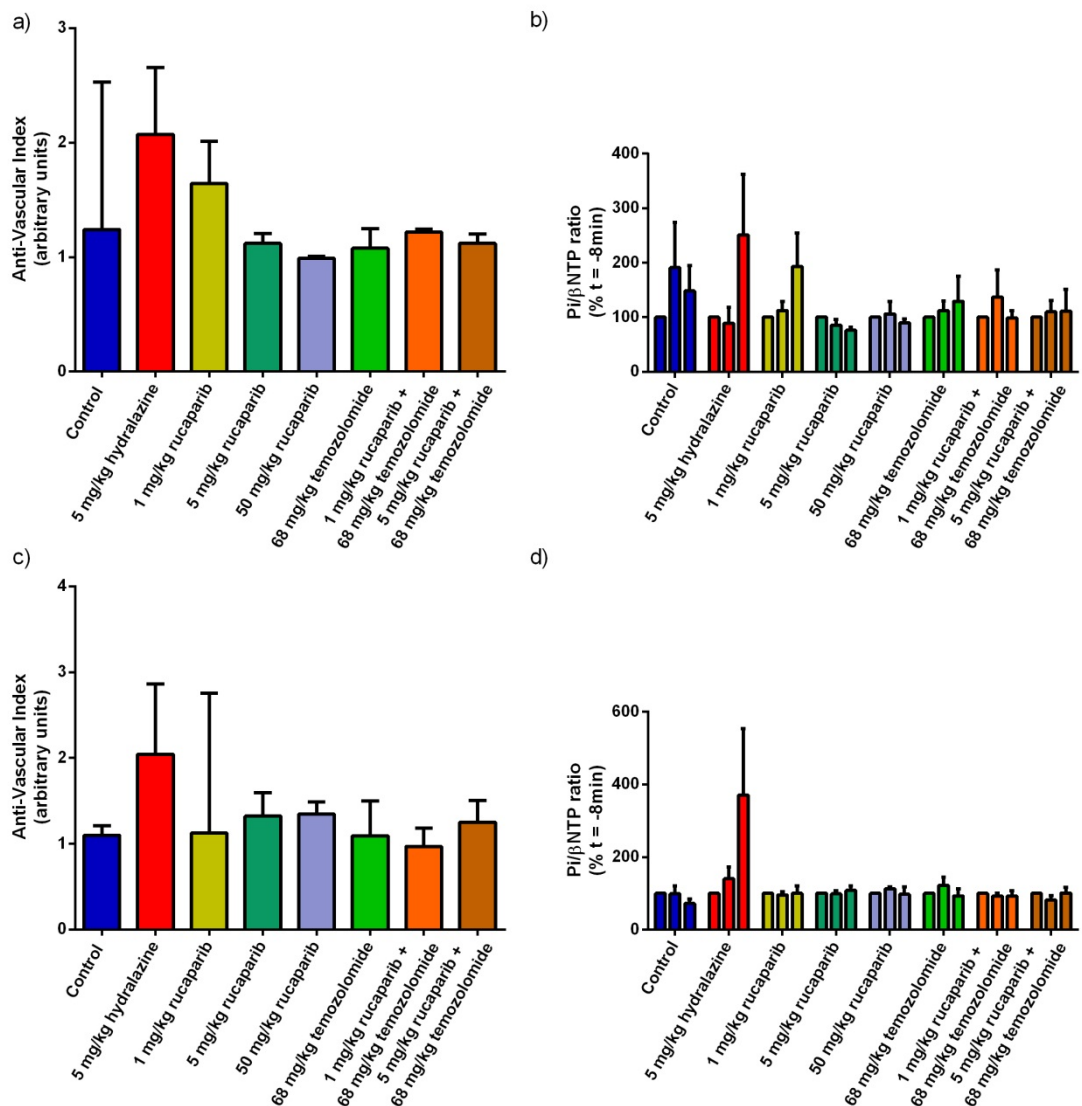 a)
Anti-Vascular Index
(arbitrary units)
3
2
1
0
Control
5 mg/kg hydralazine
1 mg/kg rucaparib
5 mg/kg rucaparib
50 mg/kg rucaparib
68 mg/kg temozolomide
1 mg/kg rucaparib +
68 mg/kg temozolomide
5 mg/kg rucaparib +
68 mg/kg temozolomide
b)
Pi/βNTP ratio
(% t = -8min)
400
300
200
100
0
Control
5 mg/kg hydralazine
1 mg/kg rucaparib
5 mg/kg rucaparib
50 mg/kg rucaparib
68 mg/kg temozolomide
1 mg/kg rucaparib +
68 mg/kg temozolomide
5 mg/kg rucaparib +
68 mg/kg temozolomide
c)
Anti-Vascular Index
(arbitrary units)
4
3
2
1
0
Control
5 mg/kg hydralazine
1 mg/kg rucaparib
5 mg/kg rucaparib
50 mg/kg rucaparib
68 mg/kg temozolomide
1 mg/kg rucaparib +
68 mg/kg temozolomide
5 mg/kg rucaparib +
68 mg/kg temozolomide
d)
Pi/βNTP ratio
(% t = -8min)
600
400
200
100
0
Control
5 mg/kg hydralazine
1 mg/kg rucaparib
5 mg/kg rucaparib
50 mg/kg rucaparib
68 mg/kg temozolomide
1 mg/kg rucaparib +
68 mg/kg temozolomide
5 mg/kg rucaparib +
68 mg/kg temozolomide